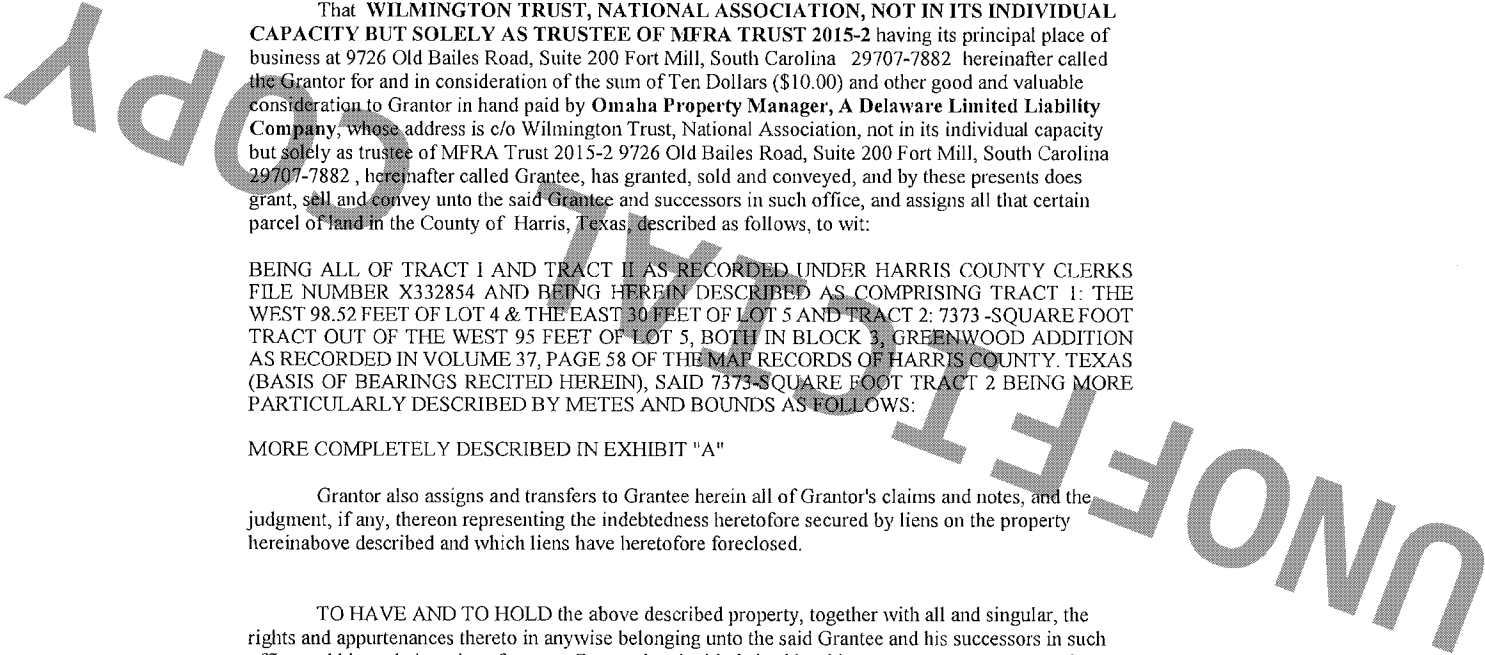 That WILMINGTON TRUST, NATIONAL ASSOCIATION, NOT IN ITS INDIVIDUAL
CAPACITY BUT SOLELY AS TRUSTEE OF MFRA TRUST 2015-2 having its principal place of
business at 9726 Old Bailes Road, Suite 200 Fort Mill, South Carolina 29707-7882 hereinafter called
the Grantor for and in consideration of the sum of Ten Dollars ($10.00) and other good and valuable
consideration to Grantor in hand paid by Omaha Property Manager, A Delaware Limited Liability
Company, whose address is c/o Wilmington Trust, National Association, not in its individual capacity
but solely as trustee of MFRA Trust 2015-2 9726 Old Bailes Road, Suite 200 Fort Mill, South Carolina
29707-7882 , hereinafter called Grantee, has granted, sold and conveyed, and by these presents does
grant, sell and convey unto the said Grantee and successors in such office, and assigns all that certain
parcel of land in the County of Harris, Texas, described as follows, to wit:
BEING ALL OF TRACT I AND TRACT II AS RECORDED UNDER HARRIS COUNTY CLERKS
FILE NUMBER X332854 AND BEING HEREIN DESCRIBED AS COMPRISING TRACT 1: THE
WEST 98.52 FEET OF LOT 4 & THE EAST 30 FEET OF LOT 5 AND TRACT 2: 7373 -SQUARE FOOT
TRACT OUT OF THE WEST 95 FEET OF LOT 5, BOTH IN BLOCK 3, GREENWOOD ADDITION
AS RECORDED IN VOLUME 37, PAGE 58 OF THE MAP RECORDS OF HARRIS COUNTY. TEXAS
(BASIS OF BEARINGS RECITED HEREIN), SAID 7373-SQUARE FOOT TRACT 2 BEING MORE
PARTICULARLY DESCRIBED BY METES AND BOUNDS AS FOLLOWS:
MORE COMPLETELY DESCRIBED IN EXHIBIT "A"
Grantor also assigns and transfers to Grantee herein all of Grantor's claims and notes, and the
judgment, if any, thereon representing the indebtedness heretofore secured by liens on the property
hereinabove described and which liens have heretofore foreclosed.
TO HAVE AND TO HOLD the above described property, together with all and singular, the
rights and appurtenances thereto in anywise belonging unto the said Grantee and his successors in such
UNOFFICIAL COPY